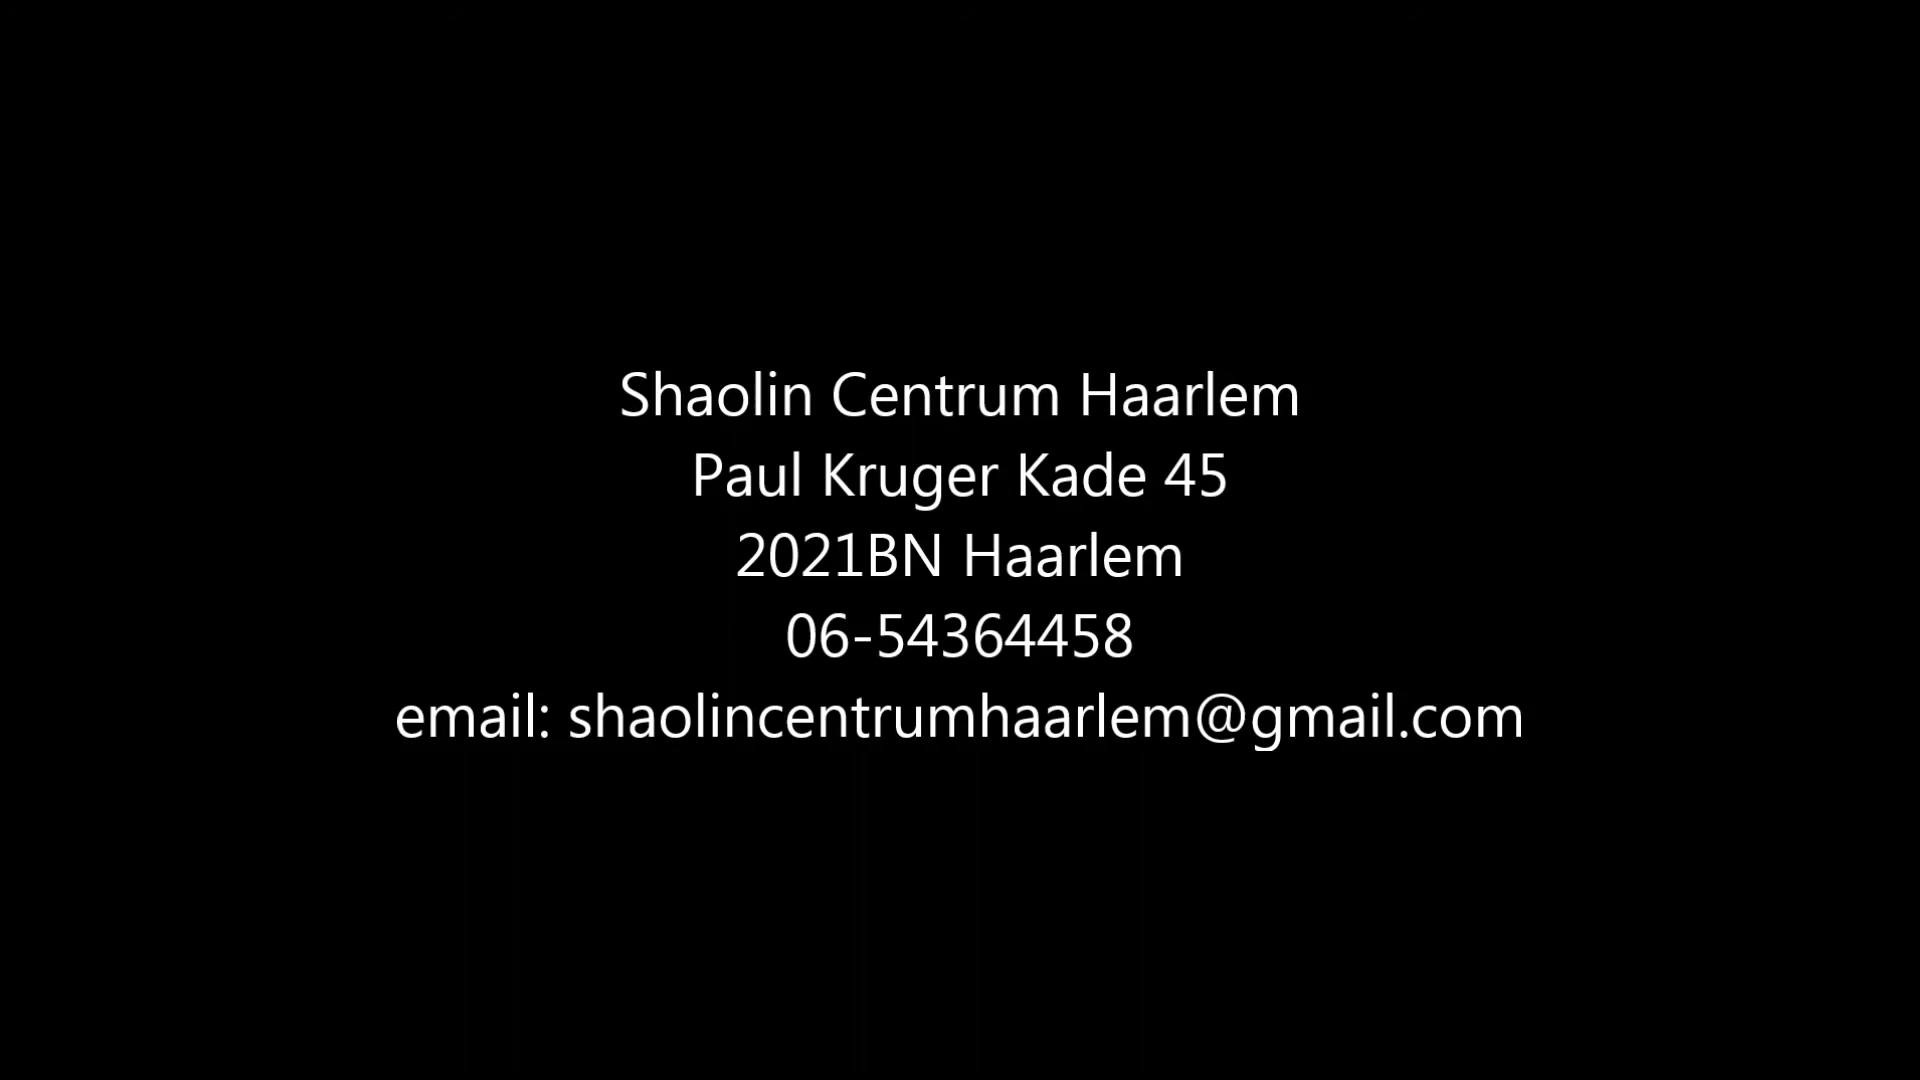 Shaolin Centrum Haarlem
Paul Kruger Kade 45
2021BN Haarlem
06-54364458
email: shaolincentrumhaarlem@gmail.com